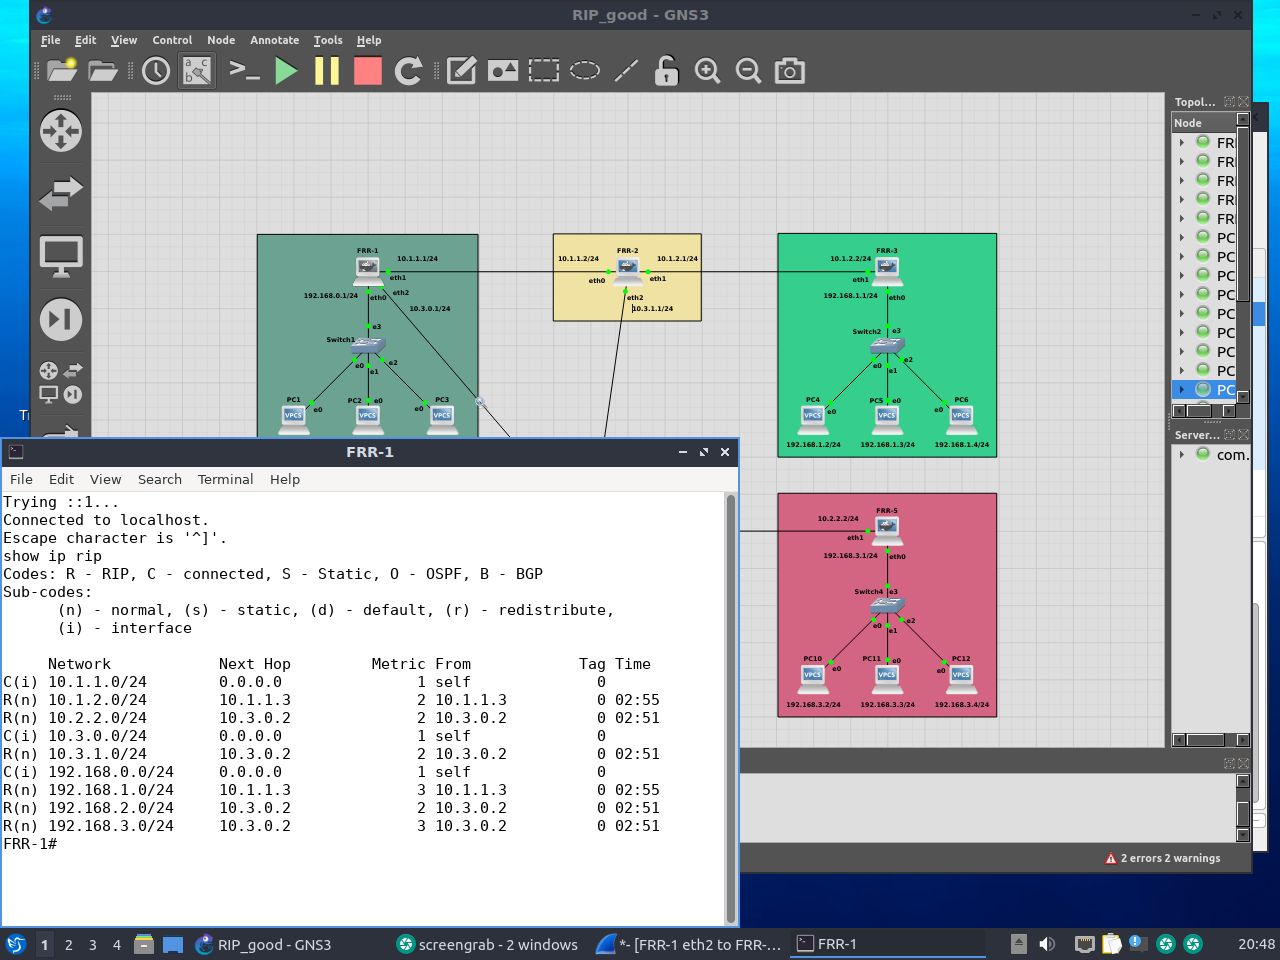 RIP_good - GNS3
File Edit View Control Node Annotate Tools Help
Topol...
Node
FRI
FRI
FRI
FRI
FRI
PC
PC
PC
PC
PC
PC
PC
PC
PC
Server...
com.
FRR-1
10.1.1.1/24
eth1
192.168.0.1/24
eth0
eth2
10.3.0.1/24
e3
Switch1
e0
e1
e2
PC1
e0
PC2
e0
PC3
e0
VPCS
VPCS
VPCS
FRR-2
10.1.1.2/24
10.1.2.1/24
eth0
eth1
eth2
10.3.1.1/24
FRR-3
10.1.2.2/24
eth1
192.168.1.1/24
eth0
e3
Switch2
e0
e1
e2
PC4
e0
PC5
e0
PC6
e0
VPCS
VPCS
VPCS
192.168.1.2/24
192.168.1.3/24
192.168.1.4/24
FRR-5
10.2.2.2/24
eth1
192.168.3.1/24
eth0
e3
Switch4
e0
e1
e2
PC10
e0
PC11
e0
PC12
e0
VPCS
VPCS
VPCS
192.168.3.2/24
192.168.3.3/24
192.168.3.4/24
2 errors 2 warnings
FRR-1
File Edit View Search Terminal Help
Trying ::1...
Connected to localhost.
Escape character is '^]'.
show ip rip
Codes: R - RIP, C - connected, S - Static, O - OSPF, B - BGP
Sub-codes:
(n) - normal, (s) - static, (d) - default, (r) - redistribute,
(i) - interface
Network Next Hop Metric From Tag Time
C(i) 10.1.1.0/24 0.0.0.0 1 self 0
R(n) 10.1.2.0/24 10.1.1.3 2 10.1.1.3 0 02:55
R(n) 10.2.2.0/24 10.3.0.2 2 10.3.0.2 0 02:51
C(i) 10.3.0.0/24 0.0.0.0 1 self 0
R(n) 10.3.1.0/24 10.3.0.2 2 10.3.0.2 0 02:51
C(i) 192.168.0.0/24 0.0.0.0 1 self 0
R(n) 192.168.1.0/24 10.1.1.3 3 10.1.1.3 0 02:55
R(n) 192.168.2.0/24 10.3.0.2 2 10.3.0.2 0 02:51
R(n) 192.168.3.0/24 10.3.0.2 3 10.3.0.2 0 02:51
FRR-1#
1 2 3 4 RIP_good - GNS3 screengrab - 2 windows *- [FRR-1 eth2 to FRR-... FRR-1 20:48